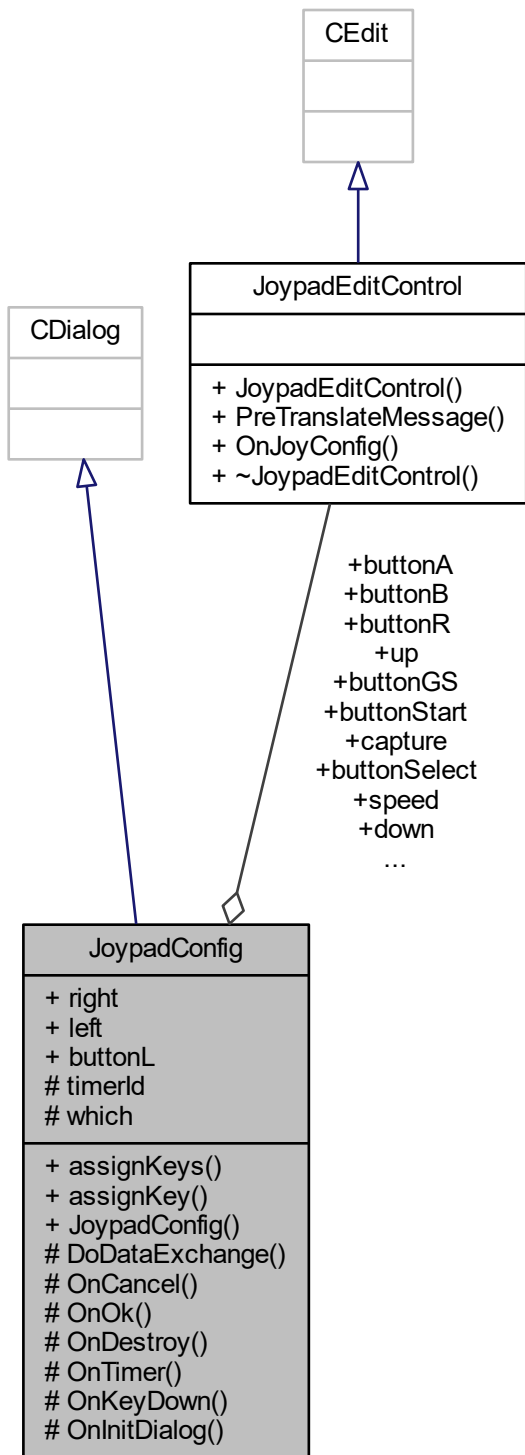 CEdit
JoypadEditControl
+ JoypadEditControl()
+ PreTranslateMessage()
+ OnJoyConfig()
+ ~JoypadEditControl()
CDialog
+buttonA
+buttonB
+buttonR
+up
+buttonGS
+buttonStart
+capture
+buttonSelect
+speed
+down
...
JoypadConfig
+ right
+ left
+ buttonL
# timerId
# which
+ assignKeys()
+ assignKey()
+ JoypadConfig()
# DoDataExchange()
# OnCancel()
# OnOk()
# OnDestroy()
# OnTimer()
# OnKeyDown()
# OnInitDialog()